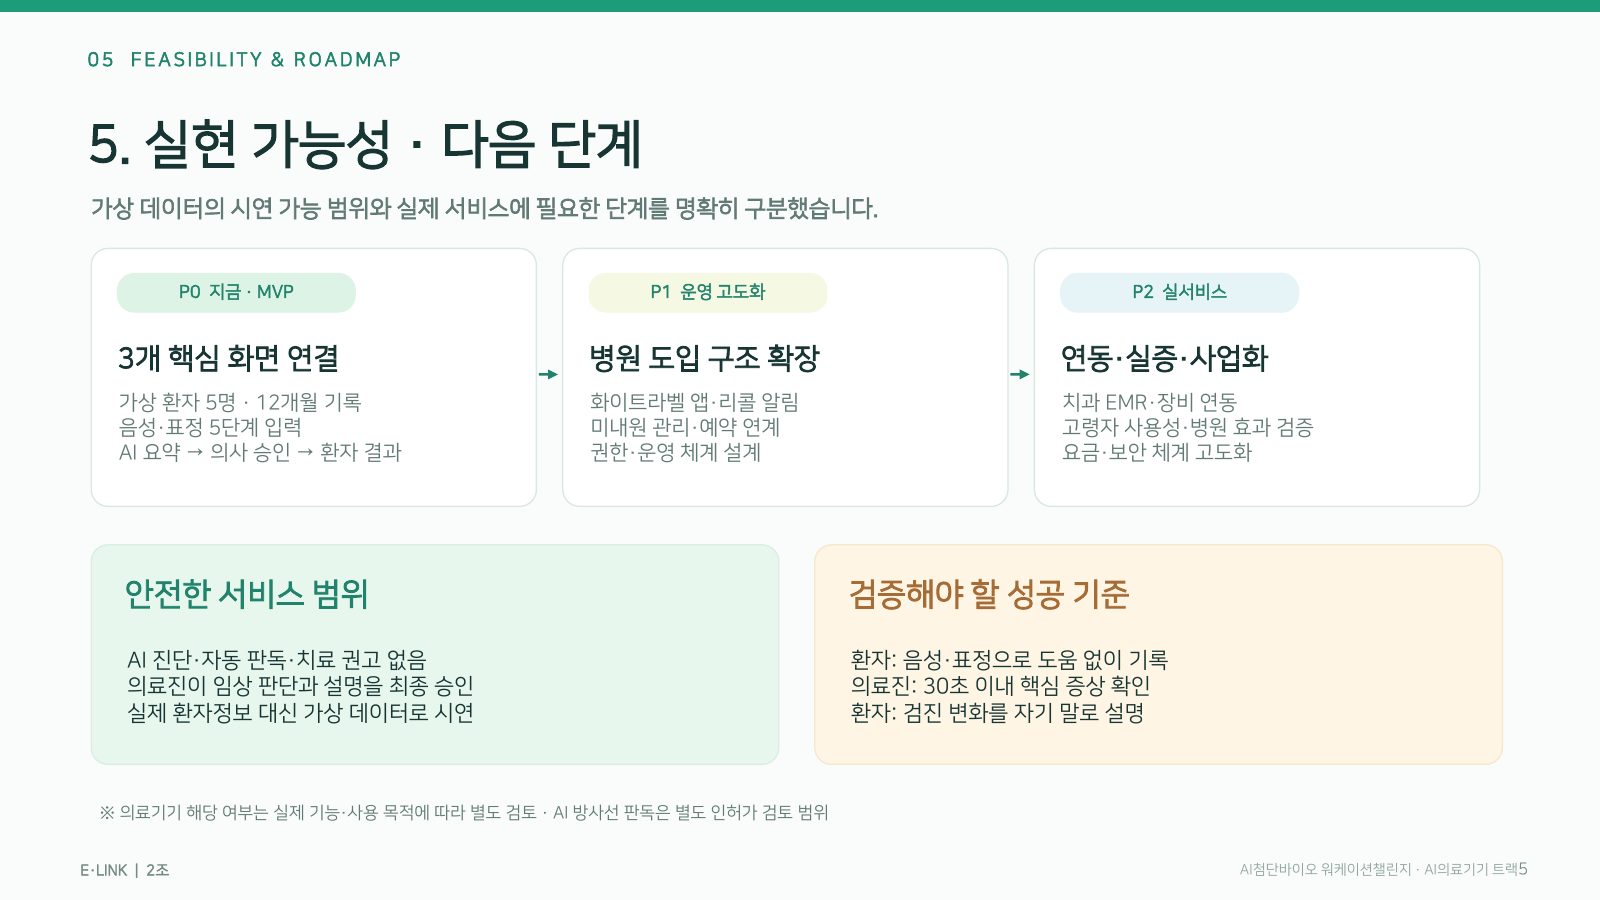 05 FEASIBILITY & ROADMAP
5. 실현 가능성 · 다음 단계
가상 데이터의 시연 가능 범위와 실제 서비스에 필요한 단계를 명확히 구분했습니다.
P0 지금 · MVP
3개 핵심 화면 연결
가상 환자 5명 · 12개월 기록
음성·표정 5단계 입력
AI 요약 → 의사 승인 → 환자 결과
P1 운영 고도화
병원 도입 구조 확장
화이트라벨 앱·리콜 알림
미내원 관리·예약 연계
권한·운영 체계 설계
P2 실서비스
연동·실증·사업화
치과 EMR·장비 연동
고령자 사용성·병원 효과 검증
요금·보안 체계 고도화
안전한 서비스 범위
AI 진단·자동 판독·치료 권고 없음
의료진이 임상 판단과 설명을 최종 승인
실제 환자정보 대신 가상 데이터로 시연
검증해야 할 성공 기준
환자: 음성·표정으로 도움 없이 기록
의료진: 30초 이내 핵심 증상 확인
환자: 검진 변화를 자기 말로 설명
※ 의료기기 해당 여부는 실제 기능·사용 목적에 따라 별도 검토 · AI 방사선 판독은 별도 인허가 검토 범위
E·LINK | 2조
AI첨단바이오 워케이션챌린지 · AI의료기기 트랙5